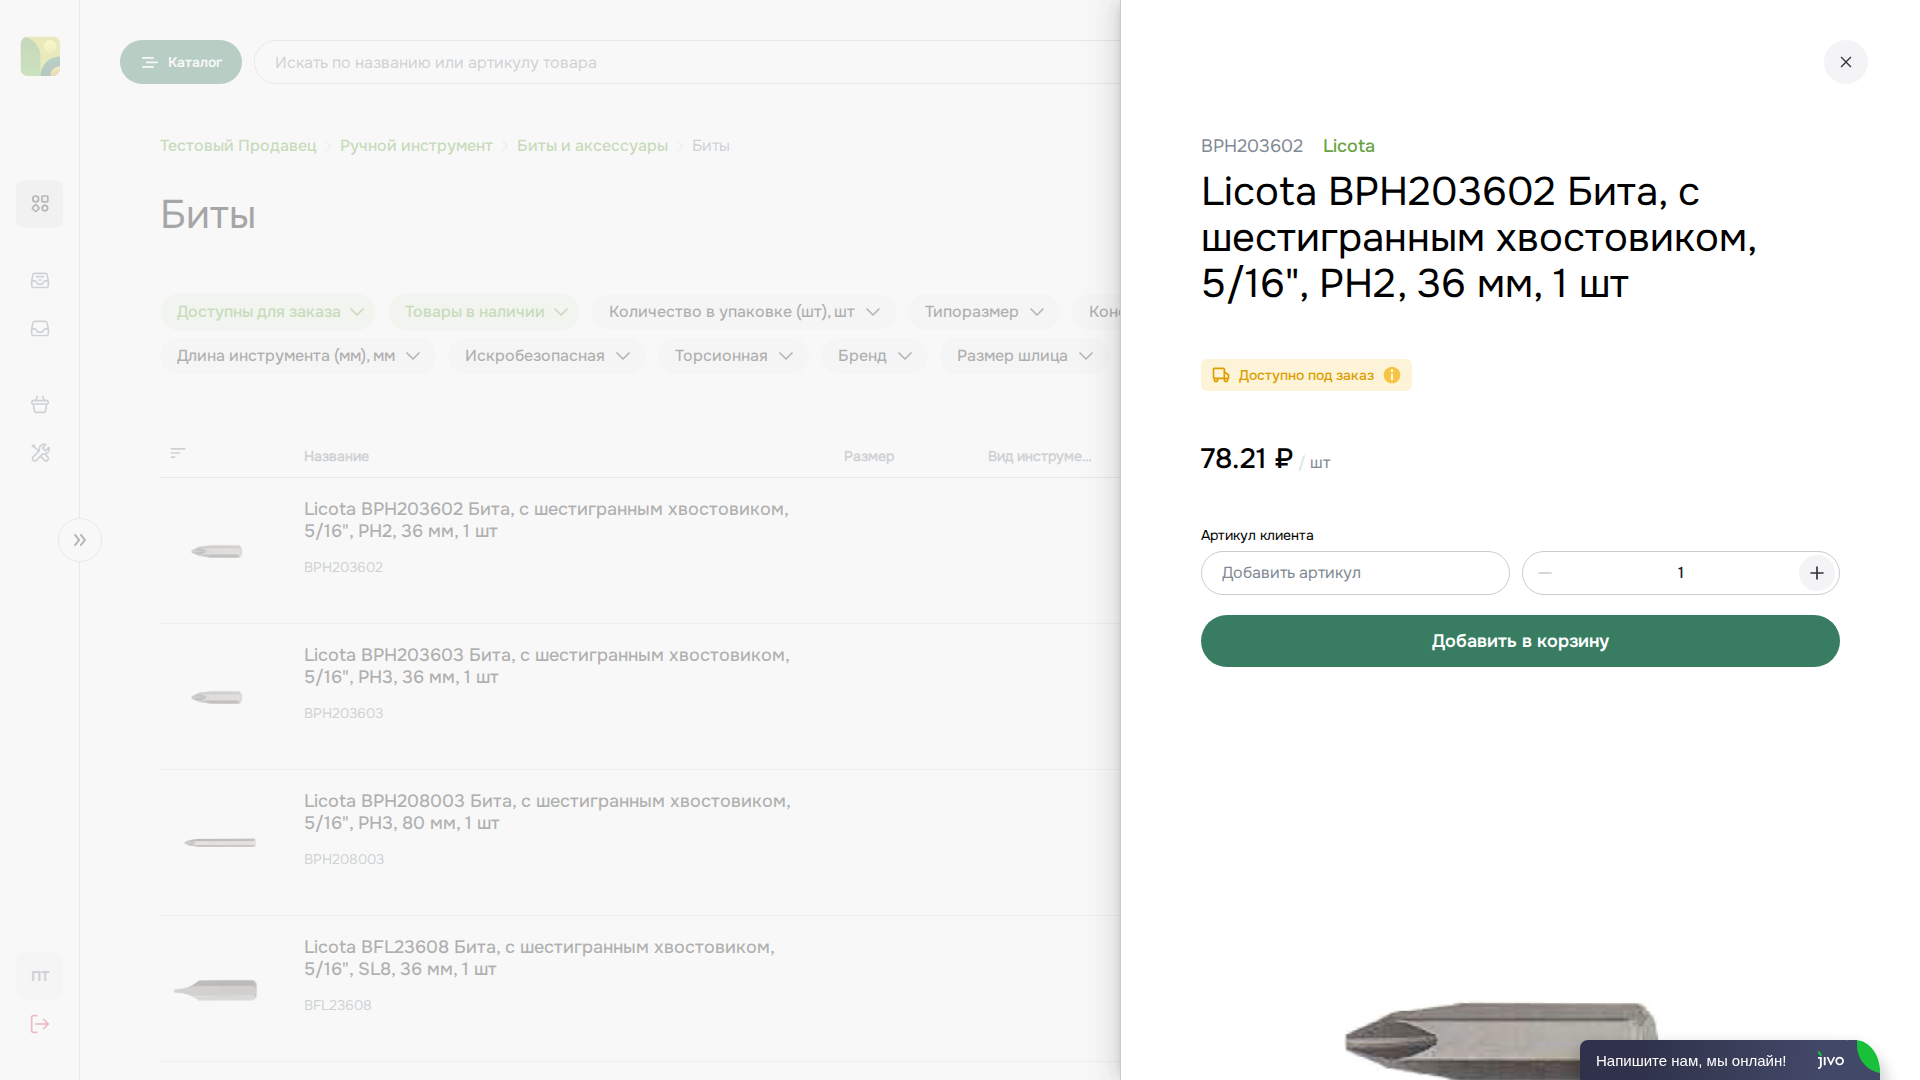 Каталог
Искать по названию или артикулу товара
Тестовый Продавец
Ручной инструмент
Биты и аксессуары
Биты
Биты
Доступны для заказа
Товары в наличии
Количество в упаковке (шт), шт
Типоразмер
Длина инструмента (мм), мм
Искробезопасная
Торсионная
Бренд
Размер шлица
Название
Размер
Вид инструме...
Licota BPH203602 Бита, с шестигранным хвостовиком,
5/16", PH2, 36 мм, 1 шт
BPH203602
Licota BPH203603 Бита, с шестигранным хвостовиком,
5/16", PH3, 36 мм, 1 шт
BPH203603
Licota BPH208003 Бита, с шестигранным хвостовиком,
5/16", PH3, 80 мм, 1 шт
BPH208003
Licota BFL23608 Бита, с шестигранным хвостовиком,
5/16", SL8, 36 мм, 1 шт
BFL23608
ПТ
BPH203602 Licota
Licota BPH203602 Бита, с
шестигранным хвостовиком,
5/16", PH2, 36 мм, 1 шт
Доступно под заказ
78.21 ₽ / шт
Артикул клиента
Добавить артикул
1
Добавить в корзину
Напишите нам, мы онлайн!
jivo